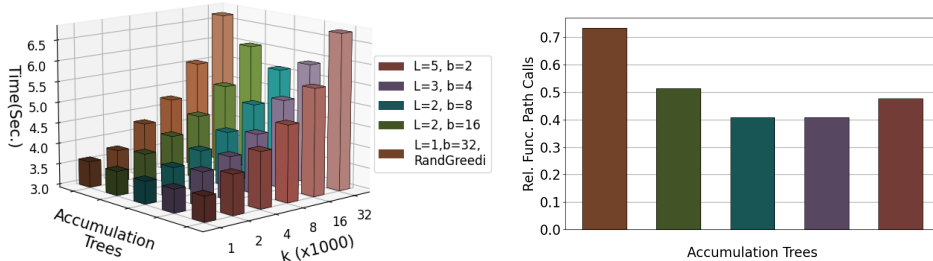 Time(Sec.)
6.5
6.0
5.5
5.0
4.5
4.0
3.5
3.0
Accumulation
Trees
1
2
4
8
16
32
k (x1000)
L=5, b=2
L=3, b=4
L=2, b=8
L=2, b=16
L=1,b=32,
RandGreedi
Rel. Func. Path Calls
0.7
0.6
0.5
0.4
0.3
0.2
0.1
0.0
Accumulation Trees